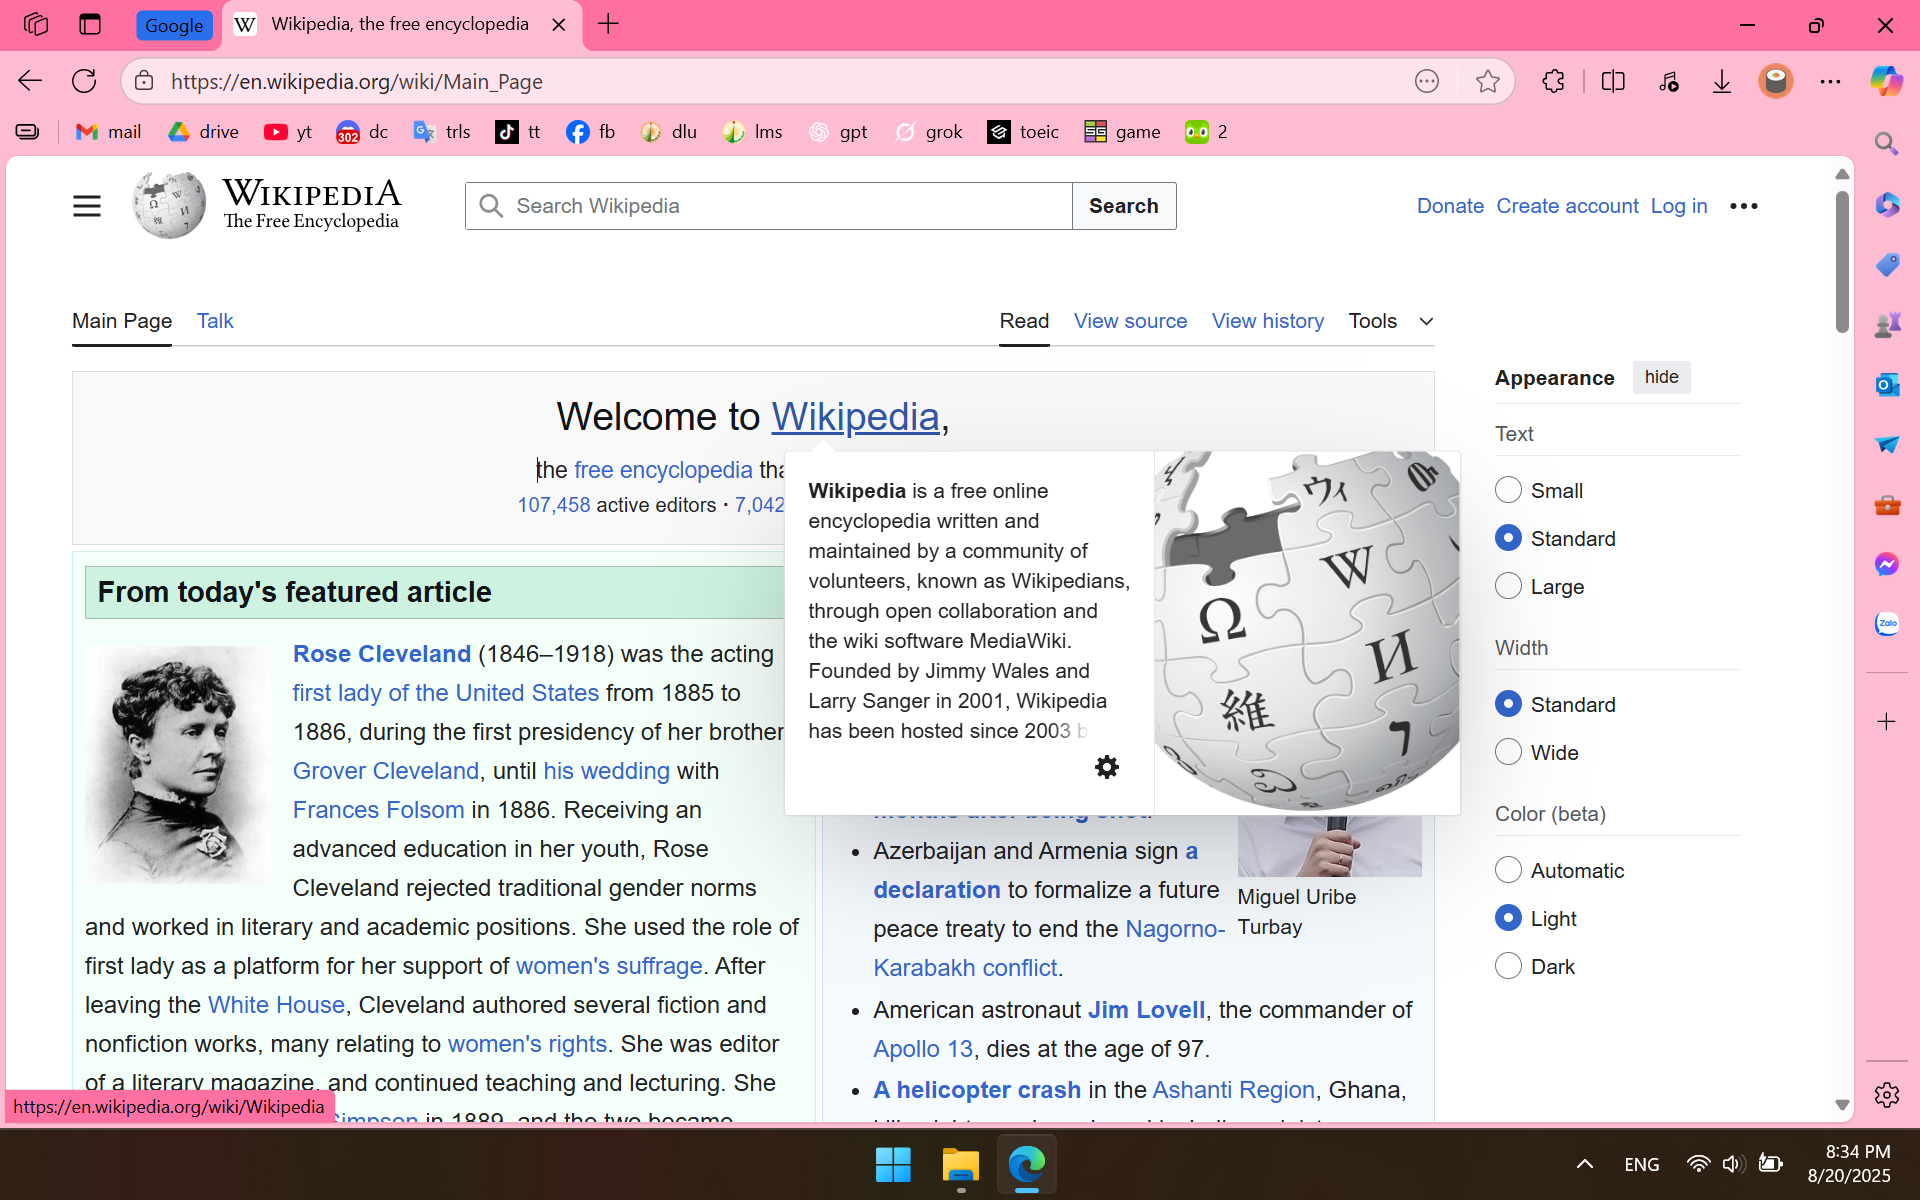 Google
Wikipedia, the free encyclopedia
https://en.wikipedia.org/wiki/Main_Page
mail
drive
yt
302
dc
trls
tt
fb
dlu
lms
gpt
grok
toeic
SG
game
2
WIKIPEDIA
The Free Encyclopedia
Search Wikipedia
Search
Donate
Create account
Log in
Main Page
Talk
Read
View source
View history
Tools
Appearance
hide
Welcome to Wikipedia,
the free encyclopedia tha
107,458 active editors · 7,042
Wikipedia is a free online
encyclopedia written and
maintained by a community of
volunteers, known as Wikipedians,
through open collaboration and
the wiki software MediaWiki.
Founded by Jimmy Wales and
Larry Sanger in 2001, Wikipedia
has been hosted since 2003 b
ウィ
W
Ω
И
維
Text
Small
Standard
Large
Width
Standard
Wide
Color (beta)
Automatic
Light
Dark
From today's featured article
Rose Cleveland (1846–1918) was the acting
first lady of the United States from 1885 to
1886, during the first presidency of her brother
Grover Cleveland, until his wedding with
Frances Folsom in 1886. Receiving an
advanced education in her youth, Rose
Cleveland rejected traditional gender norms
and worked in literary and academic positions. She used the role of
first lady as a platform for her support of women's suffrage. After
leaving the White House, Cleveland authored several fiction and
nonfiction works, many relating to women's rights. She was editor
of a literary magazine, and continued teaching and lecturing. She
Simpson in 1889, and the two became
months after being shot.
Azerbaijan and Armenia sign a
declaration to formalize a future
peace treaty to end the Nagorno-
Karabakh conflict.
Miguel Uribe
Turbay
American astronaut Jim Lovell, the commander of
Apollo 13, dies at the age of 97.
A helicopter crash in the Ashanti Region, Ghana,
Zalo
https://en.wikipedia.org/wiki/Wikipedia
ENG
8:34 PM
8/20/2025